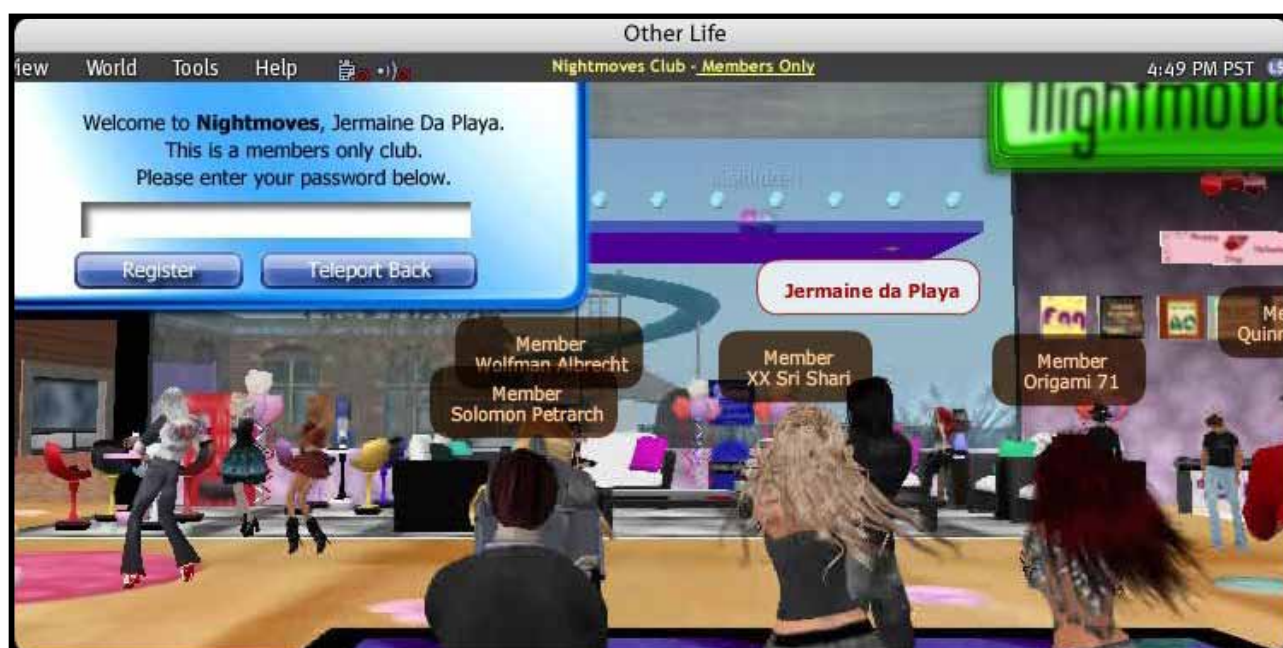 Other Life
iew World Tools Help
Nightmoves Club - Members Only
4:49 PM PST
Welcome to Nightmoves, Jermaine Da Playa.
This is a members only club.
Please enter your password below.
Register Teleport Back
Nightmov
Jermaine da Playa
Member
Wolfman Albrecht
Member
Solomon Petrarch
Member
XX Sri Shari
Member
Origami 71
Me
Quinn